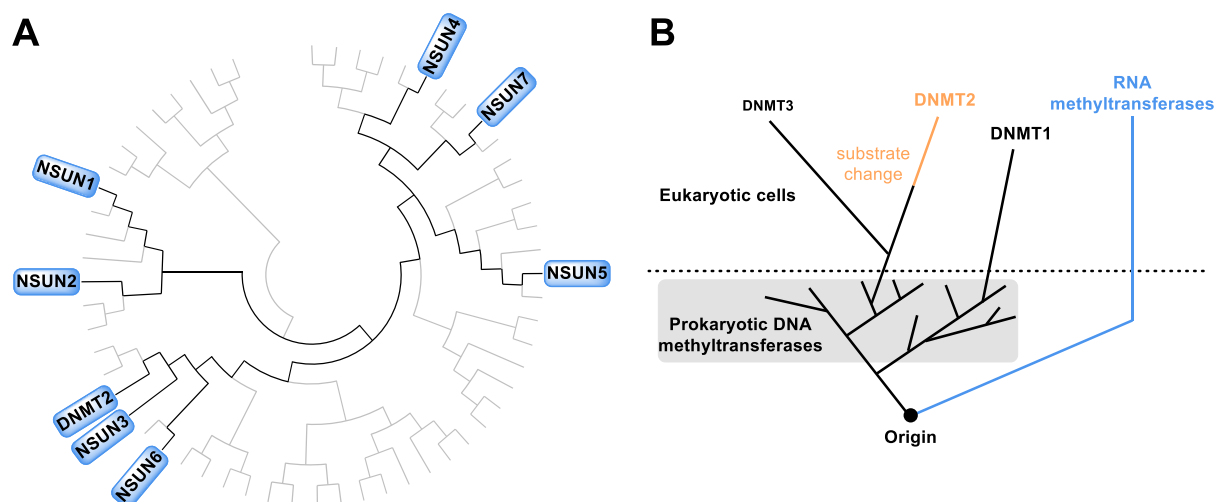 A
NSUN4
NSUN7
NSUN1
NSUN2
NSUN5
DNMT2
NSUN3
NSUN6
B
DNMT3
DNMT2
DNMT1
RNA
methyltransferases
substrate
change
Eukaryotic cells
Prokaryotic DNA
methyltransferases
Origin